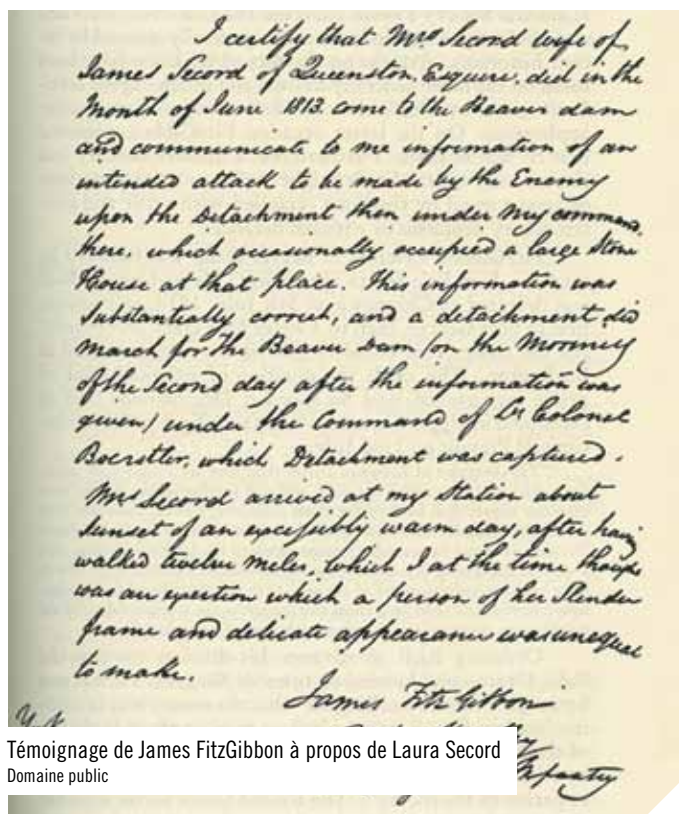 I certify that Mrs Second wife of
James Secord of Queenston, Esquire, did in the
Month of June 1813. come to the Beaver dam
and communicate to me information of an
intended attack to be made by the Enemy
upon the Detachment then under my command
there, which occasionally occupied a large Stone
House at that place. This information was
Substantially correct, and a detachment did
march for the Beaver Dam (on the Morning
of the second day after the information was
given) under the Command of Lt Colonel
Boerstler, which Detachment was captured.
Mrs Secord arrived at my Station about
Sunset of an excessibly warm day, after having
walked twelve miles, which I at the time thought
was an exertion which a person of her Slender
frame and delicate appearance was unequal
to make.
James FitzGibbon
Infantry
Témoignage de James FitzGibbon à propos de Laura Secord
Domaine public